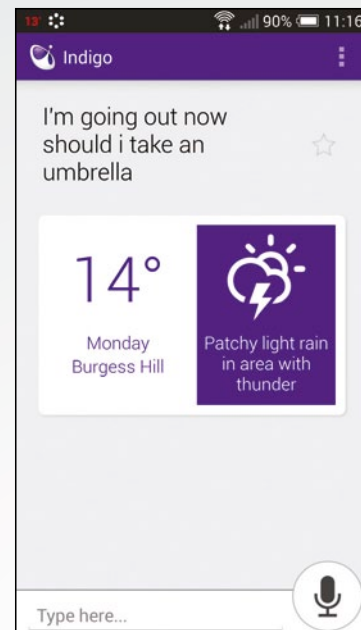 13° 90% 11:16
Indigo
I'm going out now
should i take an
umbrella
14°
Monday
Burgess Hill
Patchy light rain
in area with
thunder
Type here...